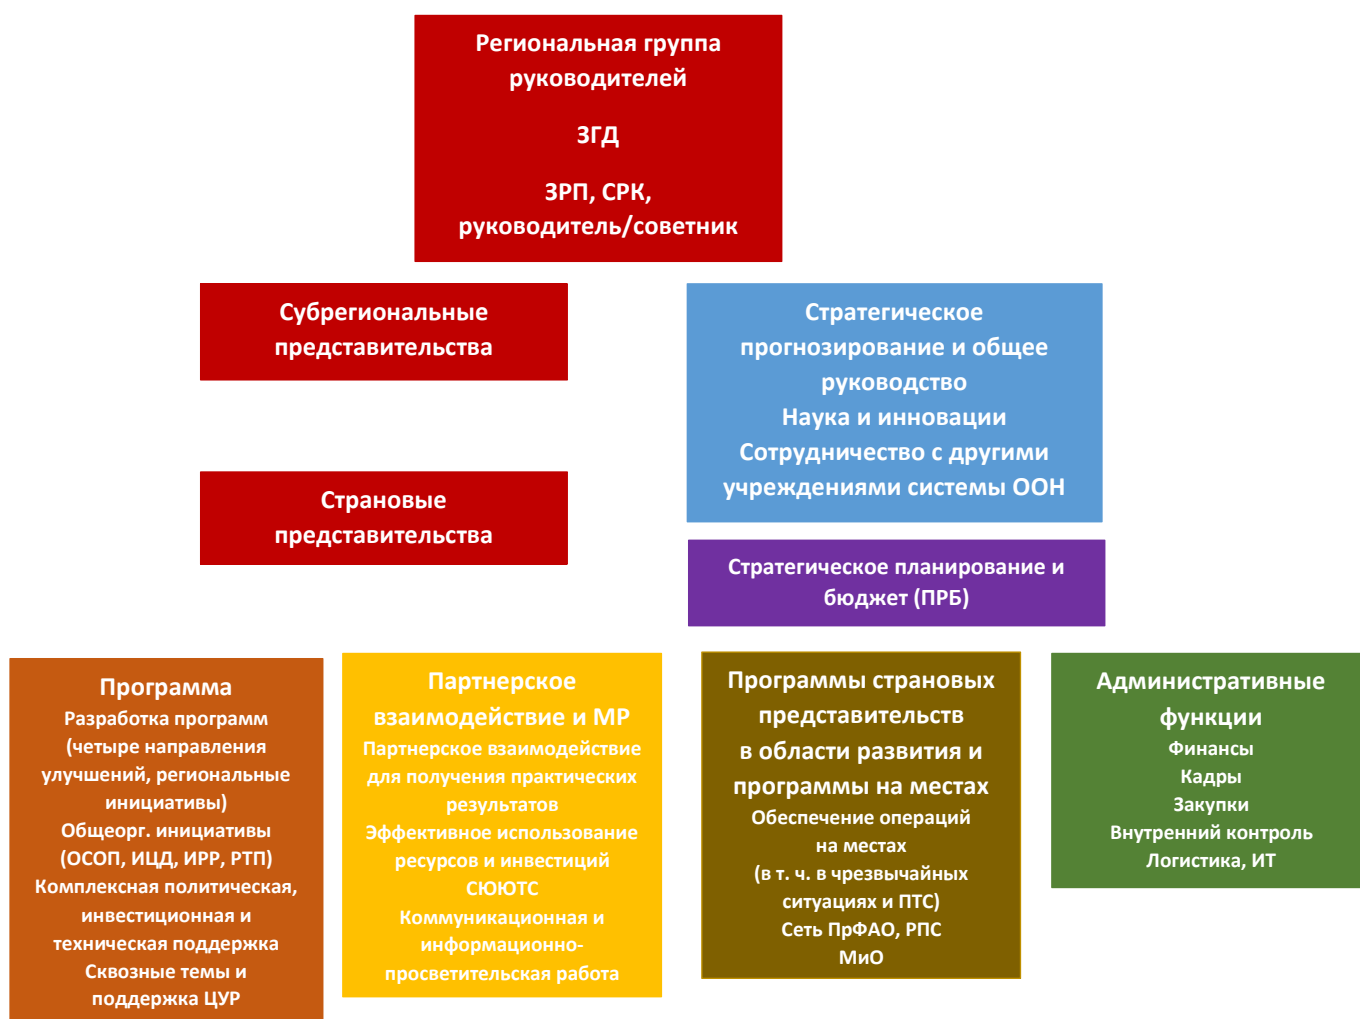 Региональная группа
руководителей
ЗГД
ЗРП, СРК,
руководитель/советник
Субрегиональные
представительства
Стратегическое
прогнозирование и общее
руководство
Наука и инновации
Сотрудничество с другими
учреждениями системы ООН
Страновые
представительства
Стратегическое планирование и
бюджет (ПРБ)
Программа
Разработка программ
(четыре направления
улучшений, региональные
инициативы)
Общеорг. инициативы
(ОСОП, ИЦД, ИРР, РТП)
Комплексная политическая,
инвестиционная и
техническая поддержка
Сквозные темы и
поддержка ЦУР
Партнерское
взаимодействие и МР
Партнерское взаимодействие
для получения практических
результатов
Эффективное использование
ресурсов и инвестиций
СЮЮТС
Коммуникационная и
информационно-
просветительская работа
Программы страновых
представительств
в области развития и
программы на местах
Обеспечение операций
на местах
(в т. ч. в чрезвычайных
ситуациях и ПТС)
Сеть ПрФАО, РПС
МиО
Административные
функции
Финансы
Кадры
Закупки
Внутренний контроль
Логистика, ИТ